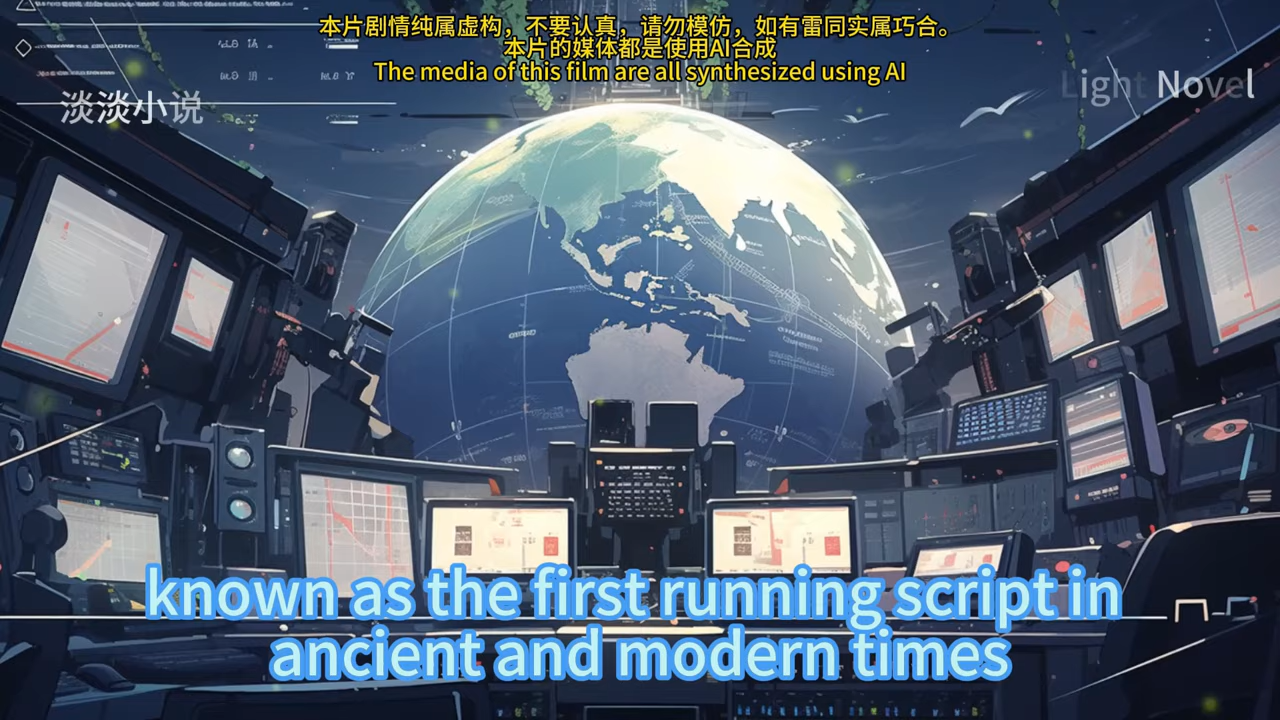 本片剧情纯属虚构，不要认真，请勿模仿，如有雷同实属巧合。
本片的媒体都是使用AI合成
The media of this film are all synthesized using AI
淡淡小说
Light Novel
known as the first running script in
ancient and modern times